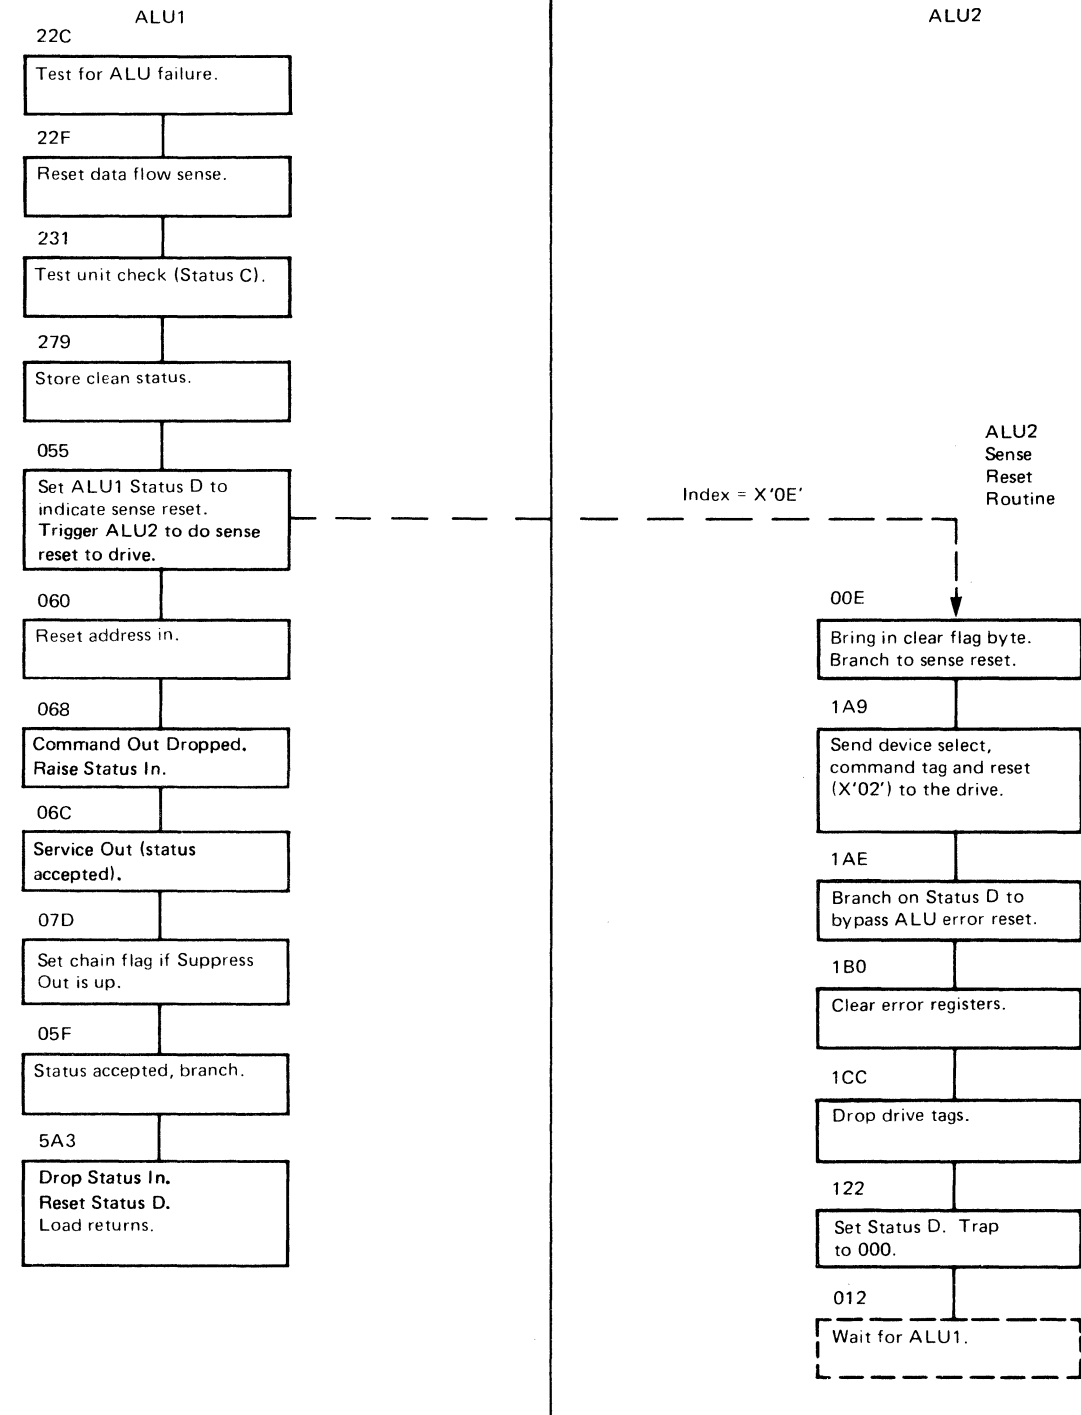 ALU1
22C
Test for ALU failure.
22F
Reset data flow sense.
231
Test unit check (Status C).
279
Store clean status.
055
Set ALU1 Status D to
indicate sense reset.
Trigger ALU2 to do sense
reset to drive.
060
Reset address in.
068
Command Out Dropped.
Raise Status In.
06C
Service Out (status
accepted).
07D
Set chain flag if Suppress
Out is up.
05F
Status accepted, branch.
5A3
Drop Status In.
Reset Status D.
Load returns.
Index = X'0E'
ALU2
ALU2
Sense
Reset
Routine
00E
Bring in clear flag byte.
Branch to sense reset.
1A9
Send device select,
command tag and reset
(X'02') to the drive.
1AE
Branch on Status D to
bypass ALU error reset.
1B0
Clear error registers.
1CC
Drop drive tags.
122
Set Status D. Trap
to 000.
012
Wait for ALU1.